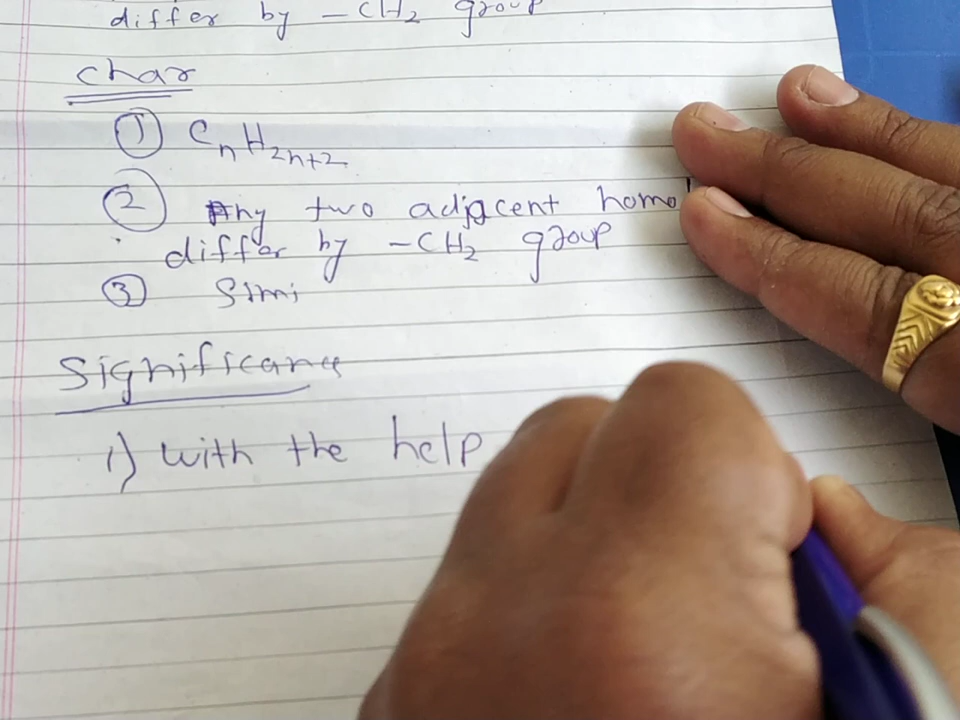 differ by -CH₂ group
char
① CₙH₂ₙ₊₂
② Any two adjacent homol
differ by -CH₂ group
③ Simi
Significance
1) with the help